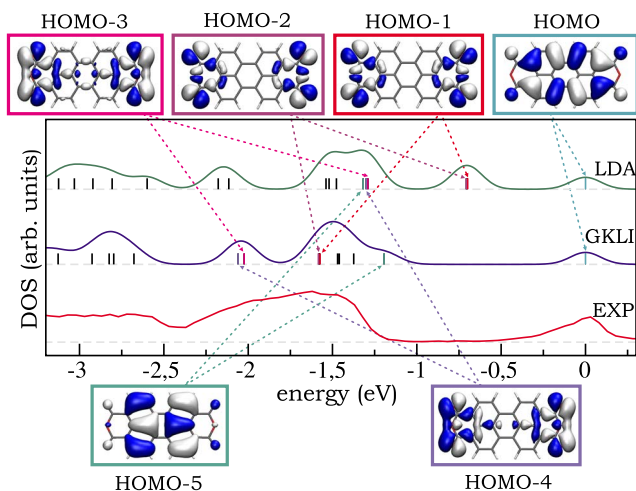 HOMO-3 HOMO-2 HOMO-1 HOMO
DOS (arb. units)
LDA
GKLI
EXP
-3 -2,5 -2 -1,5 -1 -0,5 0
energy (eV)
HOMO-5 HOMO-4